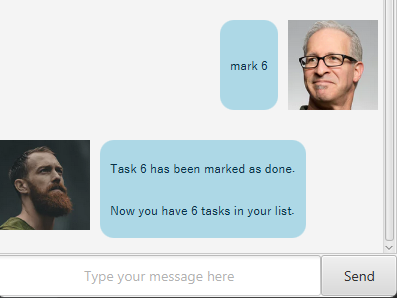 mark 6
Task 6 has been marked as done.
Now you have 6 tasks in your list.
Type your message here
Send